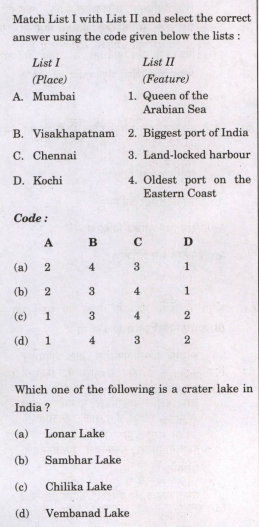 Match List I with List II and select the correct
answer using the code given below the lists :
List I List II
(Place) (Feature)
A. Mumbai 1. Queen of the
Arabian Sea
B. Visakhapatnam 2. Biggest port of India
C. Chennai 3. Land-locked harbour
D. Kochi 4. Oldest port on the
Eastern Coast
Code :
A B C D
(a) 2 4 3 1
(b) 2 3 4 1
(c) 1 3 4 2
(d) 1 4 3 2
Which one of the following is a crater lake in
India ?
(a) Lonar Lake
(b) Sambhar Lake
(c) Chilika Lake
(d) Vembanad Lake